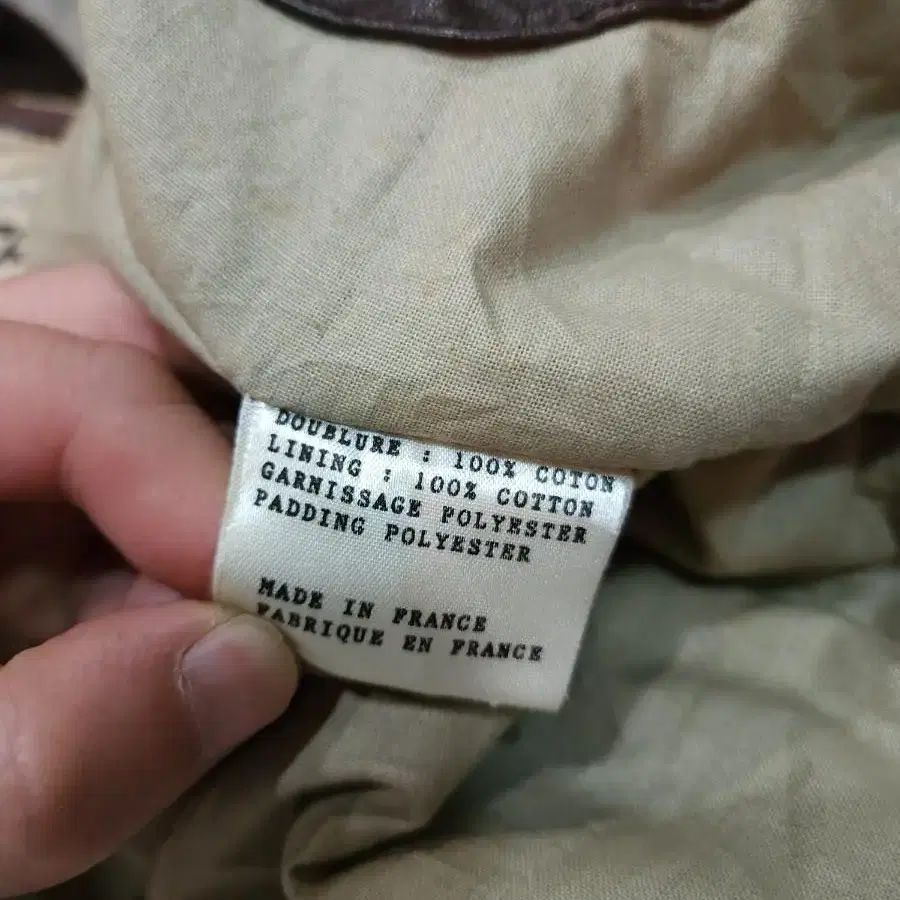 DOUBLURE : 100% COTON
LINING : 100% COTTON
GARNISSAGE POLYESTER
PADDING POLYESTER
MADE IN FRANCE
FABRIQUE EN FRANCE